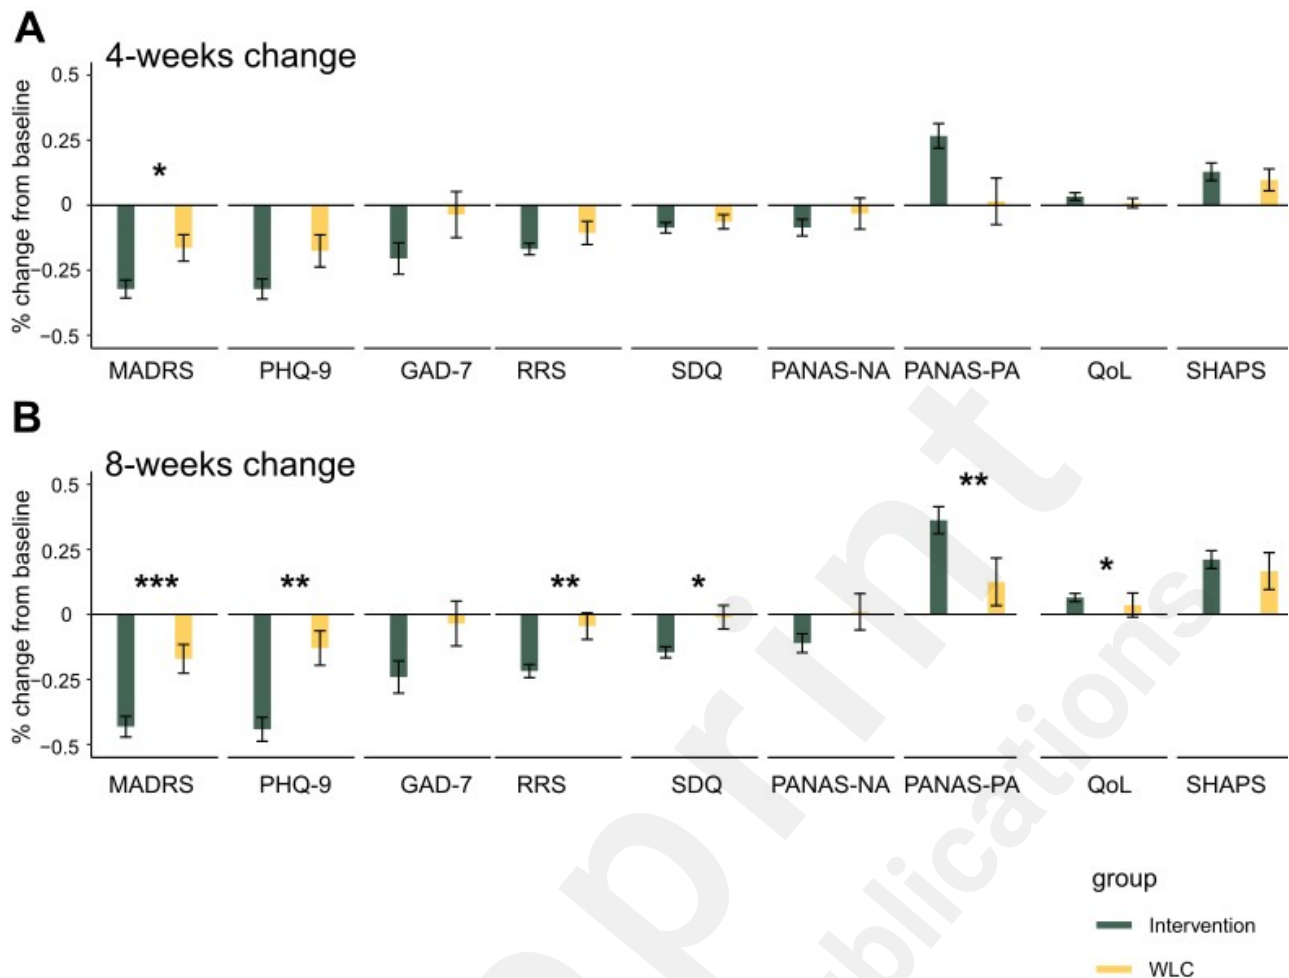 A
4-weeks change
% change from baseline
0.5
0.25
0
−0.25
−0.5
*
MADRS PHQ-9 GAD-7 RRS SDQ PANAS-NA PANAS-PA QoL SHAPS
B
8-weeks change
% change from baseline
0.5
0.25
0
−0.25
−0.5
*** ** ** * ** *
MADRS PHQ-9 GAD-7 RRS SDQ PANAS-NA PANAS-PA QoL SHAPS
group
Intervention
WLC